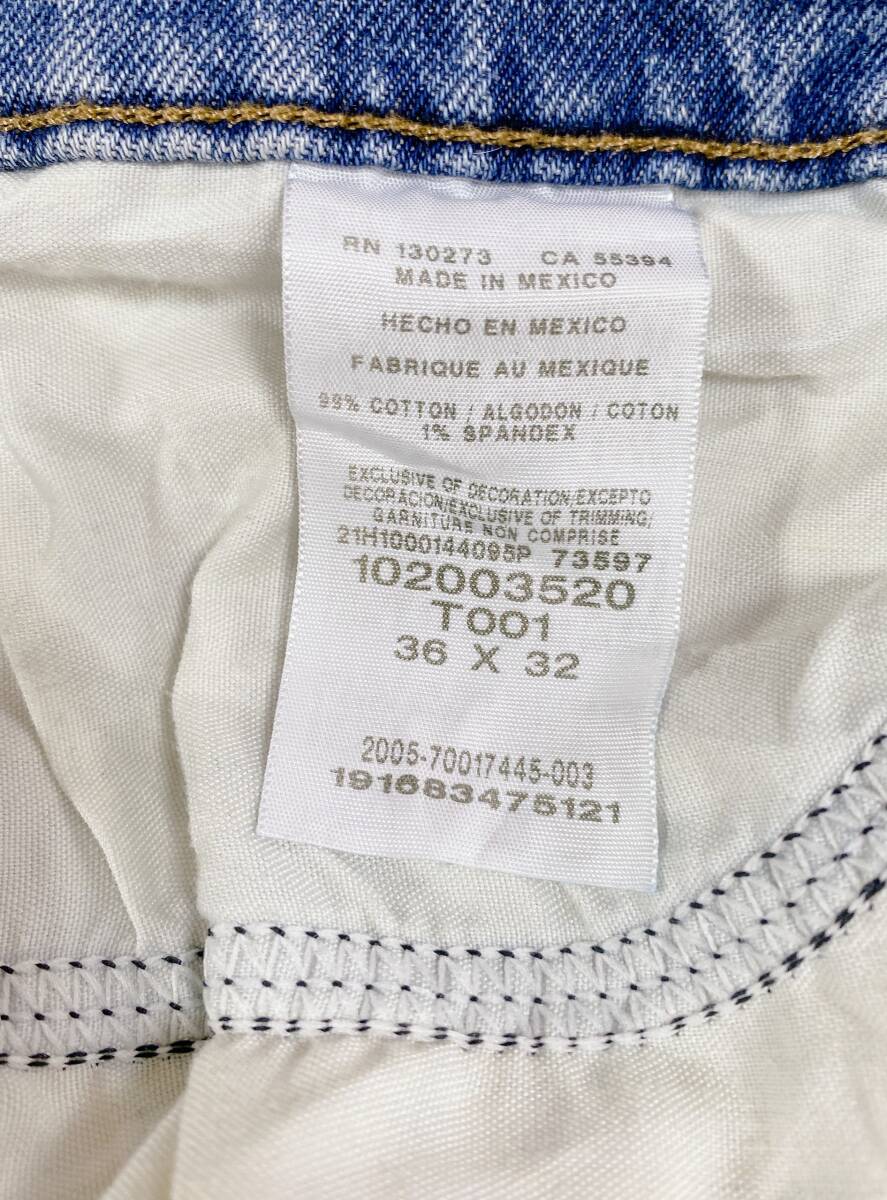 RN 130273 CA 55394
MADE IN MEXICO
HECHO EN MEXICO
FABRIQUE AU MEXIQUE
99% COTTON / ALGODON / COTON
1% SPANDEX
EXCLUSIVE OF DECORATION/EXCEPTO
DECORACION/EXCLUSIVE OF TRIMMING/
GARNITURE NON COMPRISE
21H1000144095P 73597
102003520
T001
36 X 32
2005-70017445-003
191683475121